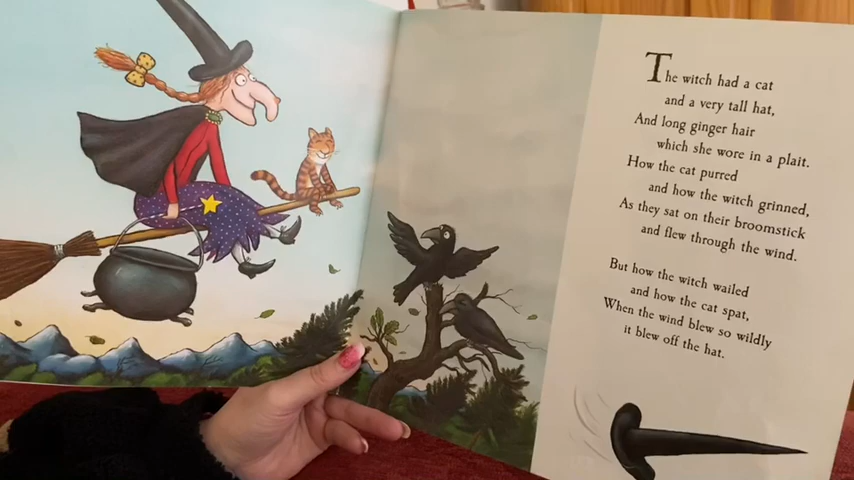 The witch had a cat
and a very tall hat,
And long ginger hair
which she wore in a plait.
How the cat purred
and how the witch grinned,
As they sat on their broomstick
and flew through the wind.
But how the witch wailed
and how the cat spat,
When the wind blew so wildly
it blew off the hat.